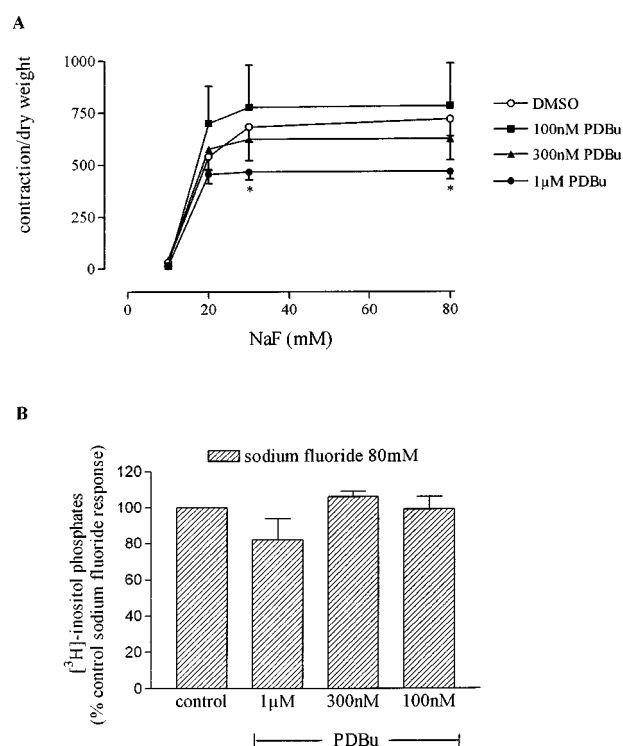 A
1000
750
500
250
0
contraction/dry weight
* *
0 20 40 60 80
NaF (mM)
DMSO
100nM PDBu
300nM PDBu
1µM PDBu
B
sodium fluoride 80mM
120
100
80
60
40
20
0
[³H]-inositol phosphates
(% control sodium fluoride response)
control 1µM 300nM 100nM
PDBu